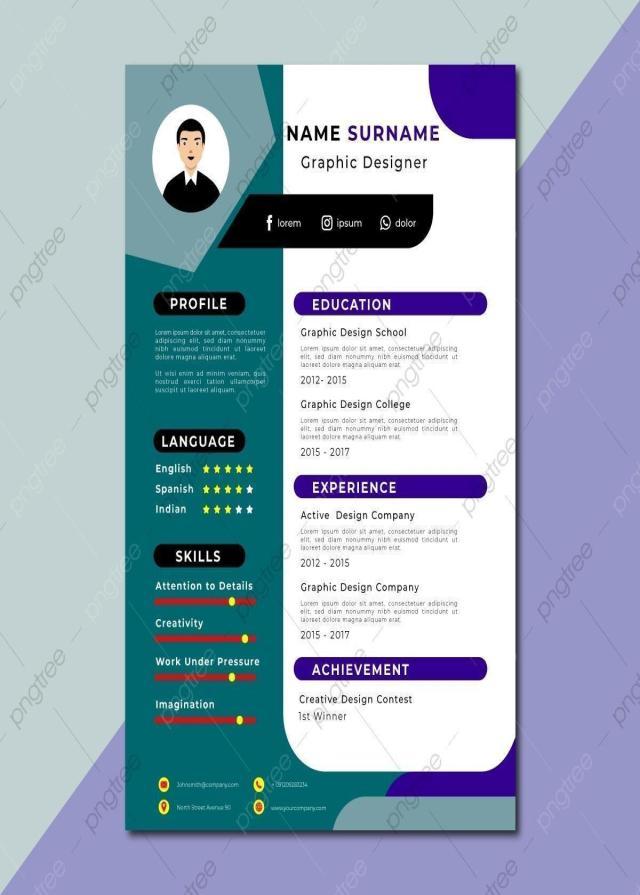 NAME SURNAME
Graphic Designer
lorem
ipsum
dolor
PROFILE
Lorem ipsum dolor sit amet, consectetuer
adipiscing elit, sed diam nonummy
nibh euismod tincidunt ut laoreet
dolore magna aliquam erat.
Ut wisi enim ad minim veniam, quis
nostrud exerci tation ullamcorper
suscipit ut aliquam.
LANGUAGE
English
Spanish
Indian
SKILLS
Attention to Details
Creativity
Work Under Pressure
Imagination
EDUCATION
Graphic Design School
Lorem ipsum dolor sit amet, consectetuer adipiscing
elit, sed diam nonummy nibh euismod tincidunt ut
laoreet dolore magna aliquam erat.
2012- 2015
Graphic Design College
Lorem ipsum dolor sit amet, consectetuer adipiscing
elit, sed diam nonummy nibh euismod tincidunt ut
laoreet dolore magna aliquam erat.
2015 - 2017
EXPERIENCE
Active Design Company
Lorem ipsum dolor sit amet, consectetuer adipiscing
elit, sed diam nonummy nibh euismod tincidunt ut
laoreet dolore magna aliquam erat.
2012 - 2015
Graphic Design Company
Lorem ipsum dolor sit amet, consectetuer adipiscing
elit, sed diam nonummy nibh euismod tincidunt ut
laoreet dolore magna aliquam erat.
2015 - 2017
ACHIEVEMENT
Creative Design Contest
1st Winner
Johnsmith@company.com
North Street Avenue 90
www.yourcompany.com
pngtree